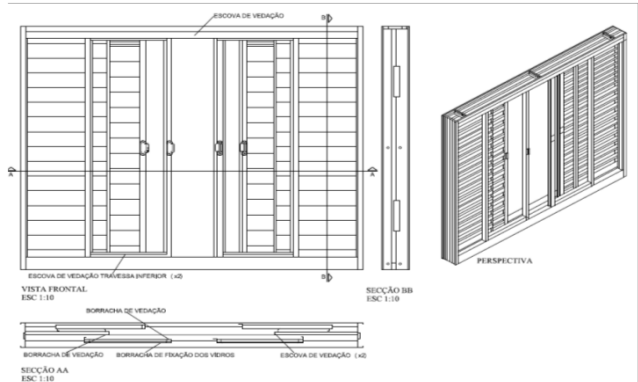 ESCOVA DE VEDAÇÃO
B
A
A
ESCOVA DE VEDAÇÃO TRAVESSA INFERIOR (x2)
B
VISTA FRONTAL
ESC 1:10
SECÇÃO BB
ESC 1:10
PERSPECTIVA
BORRACHA DE VEDAÇÃO
BORRACHA DE VEDAÇÃO
BORRACHA DE FIXAÇÃO DOS VIDROS
ESCOVA DE VEDAÇÃO (x2)
SECÇÃO AA
ESC 1:10